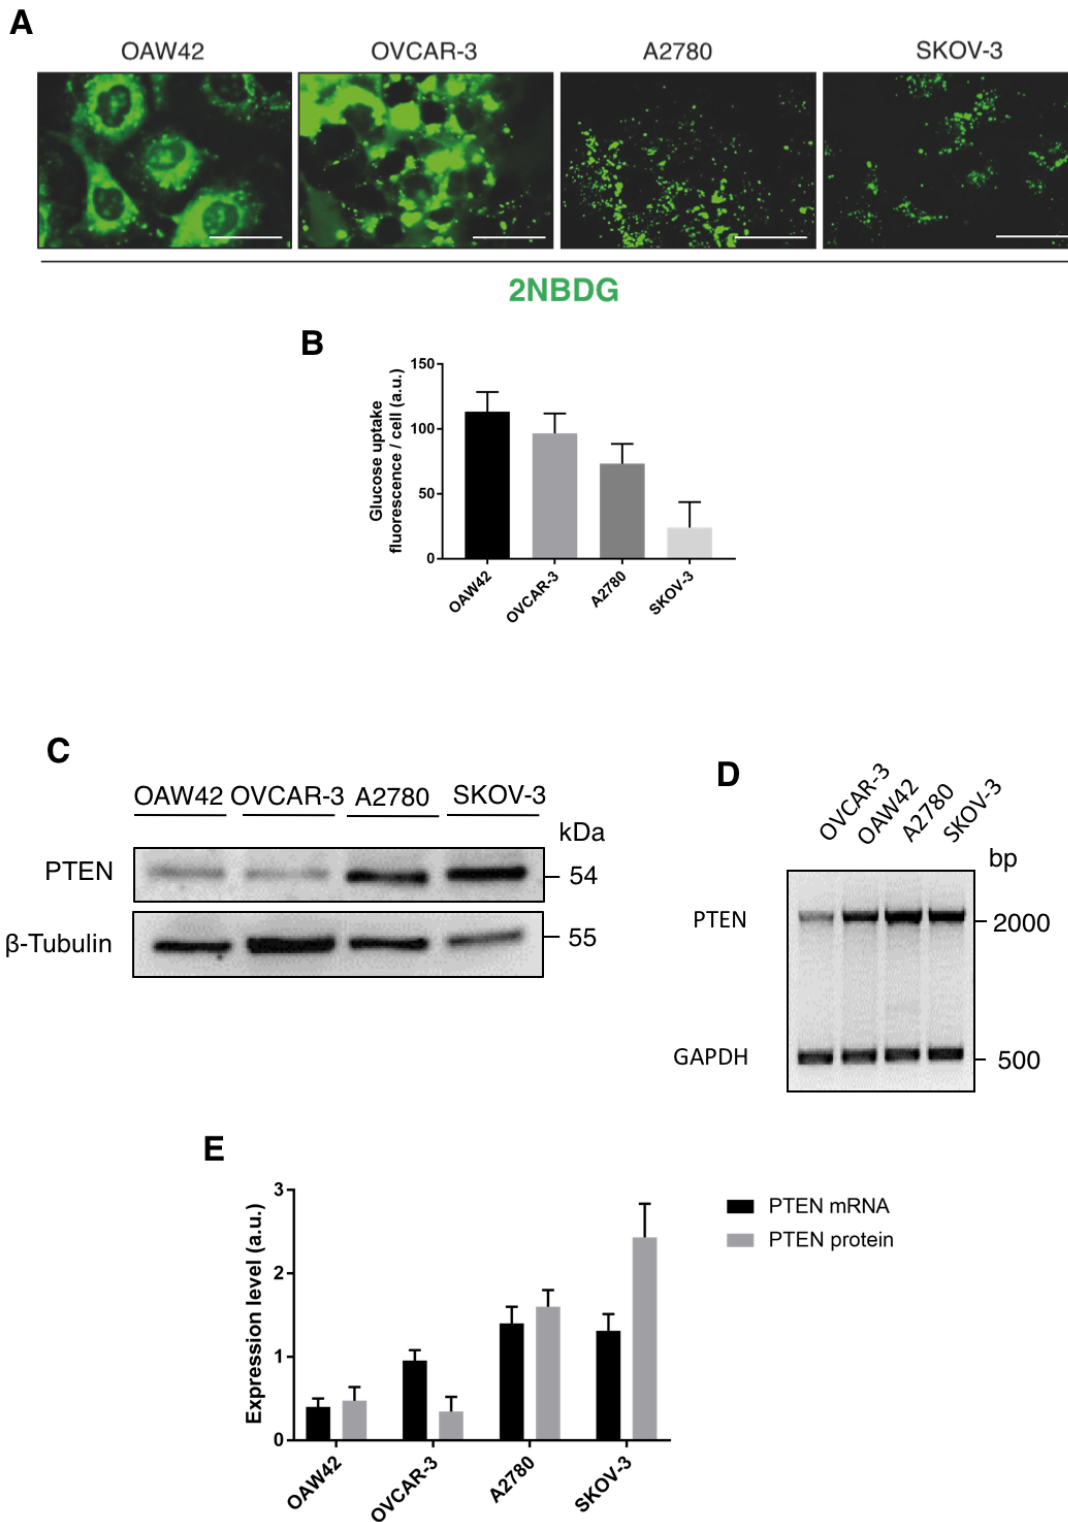 A
OAW42 OVCAR-3 A2780 SKOV-3
2NBDG
B
Glucose uptake
fluorescence / cell (a.u.)
150
100
50
0
OAW42 OVCAR-3 A2780 SKOV-3
C
OAW42 OVCAR-3 A2780 SKOV-3
kDa
PTEN 54
β-Tubulin 55
D
OVCAR-3 OAW42 A2780 SKOV-3
bp
PTEN 2000
GAPDH 500
E
Expression level (a.u.)
3
2
1
0
OAW42 OVCAR-3 A2780 SKOV-3
PTEN mRNA
PTEN protein